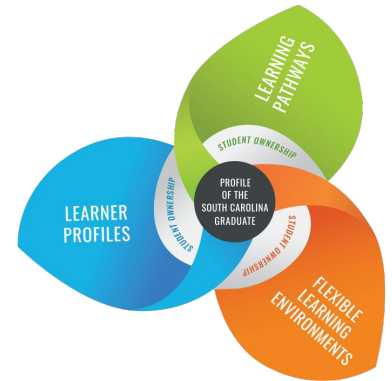 LEARNING
PATHWAYS
STUDENT OWNERSHIP
PROFILE
OF THE
SOUTH CAROLINA
GRADUATE
LEARNER
PROFILES
STUDENT OWNERSHIP
STUDENT OWNERSHIP
FLEXIBLE
LEARNING
ENVIRONMENTS